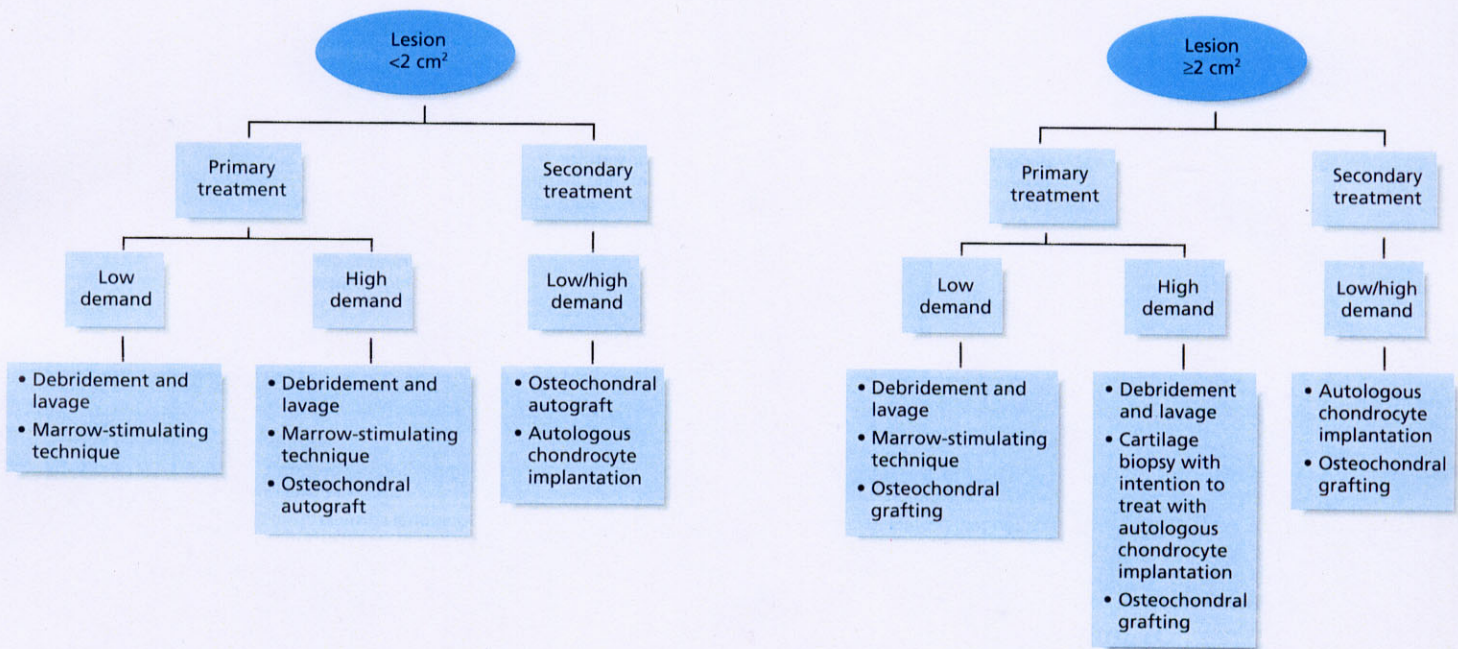 Lesion
<2 cm²
Primary
treatment
Secondary
treatment
Low
demand
High
demand
Low/high
demand
• Debridement and
lavage
• Marrow-stimulating
technique
• Debridement and
lavage
• Marrow-stimulating
technique
• Osteochondral
autograft
• Osteochondral
autograft
• Autologous
chondrocyte
implantation
Lesion
≥2 cm²
Primary
treatment
Secondary
treatment
Low
demand
High
demand
Low/high
demand
• Debridement and
lavage
• Marrow-stimulating
technique
• Osteochondral
grafting
• Debridement
and lavage
• Cartilage
biopsy with
intention to
treat with
autologous
chondrocyte
implantation
• Osteochondral
grafting
• Autologous
chondrocyte
implantation
• Osteochondral
grafting